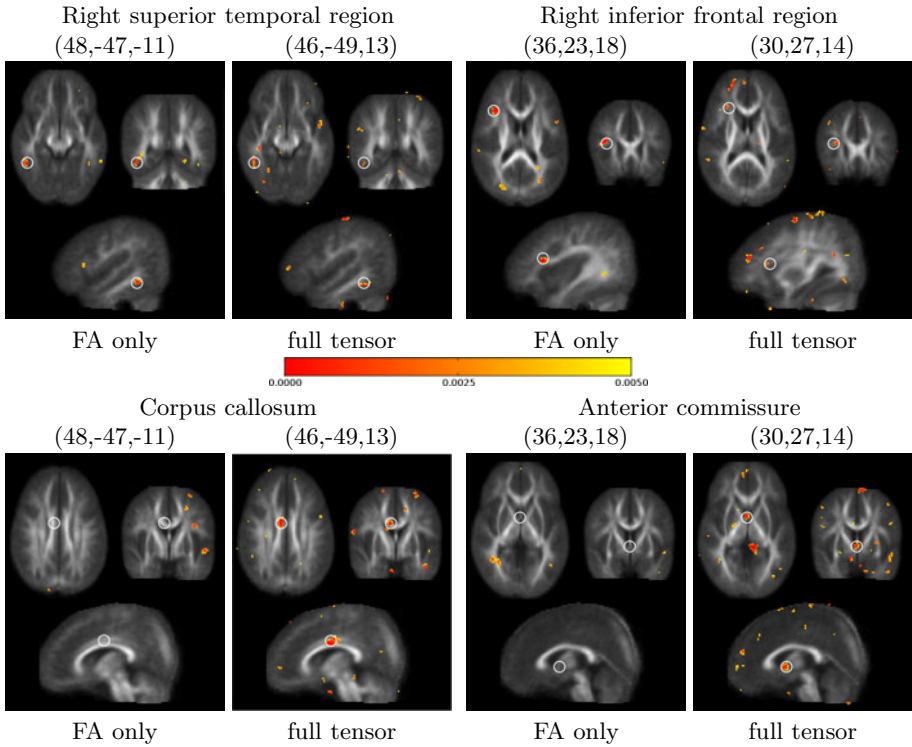 Right superior temporal region
Right inferior frontal region
(48,-47,-11)
(46,-49,13)
(36,23,18)
(30,27,14)
FA only
full tensor
FA only
full tensor
0.0000
0.0025
0.0050
Corpus callosum
Anterior commissure
(48,-47,-11)
(46,-49,13)
(36,23,18)
(30,27,14)
FA only
full tensor
FA only
full tensor